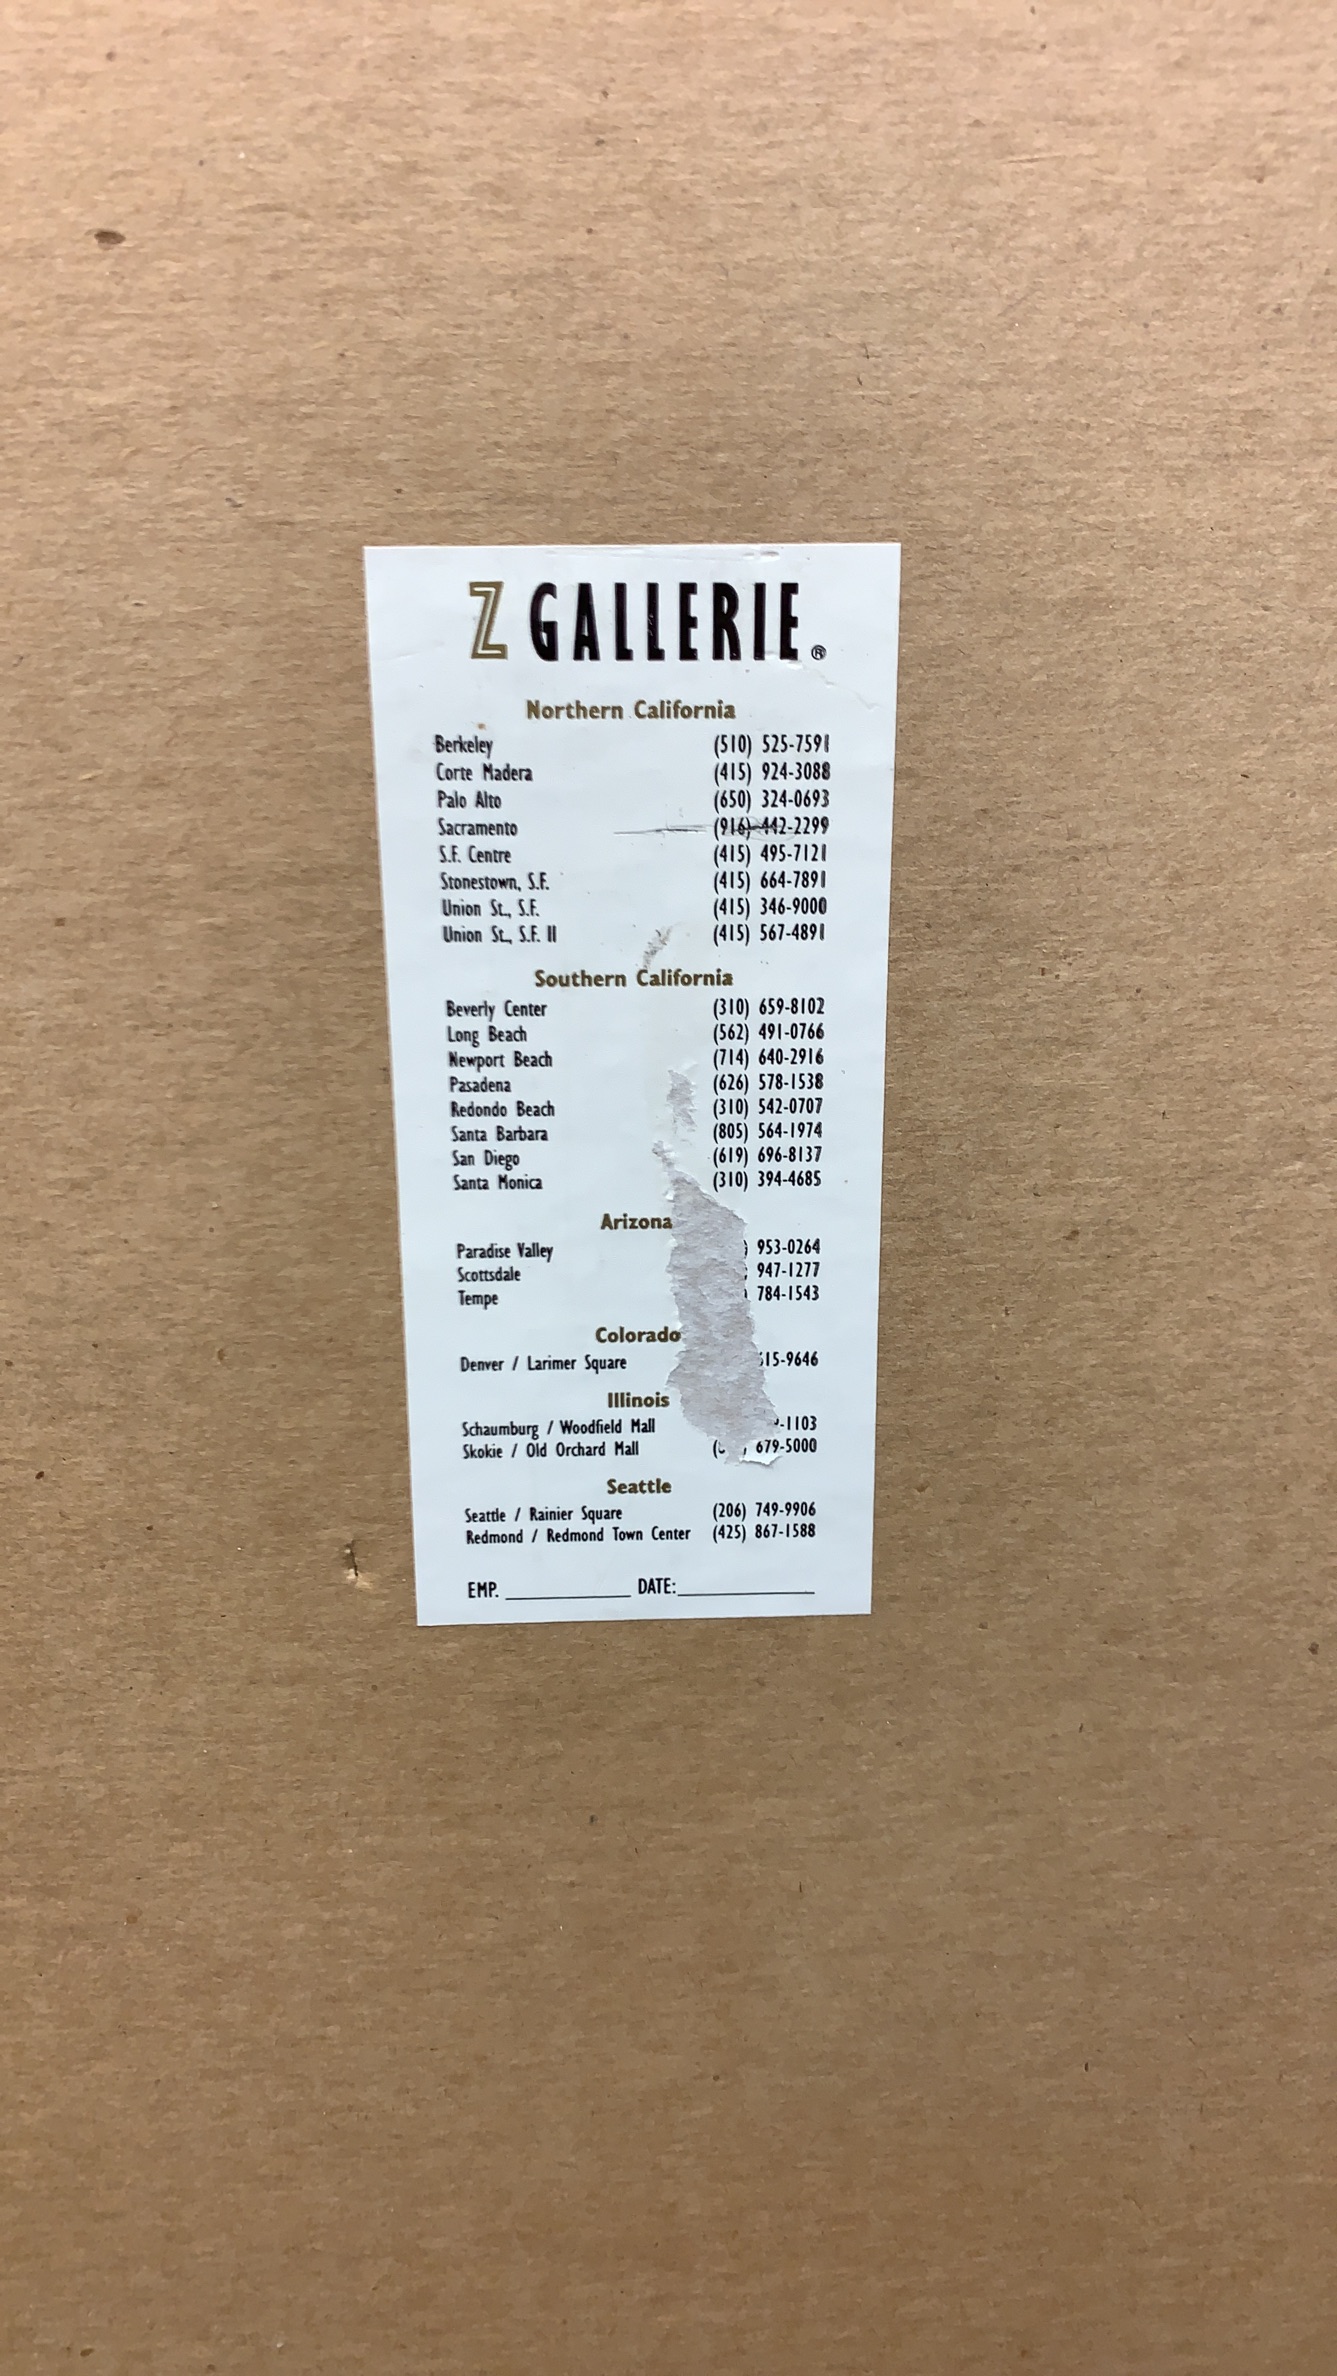 Z GALLERIE®
Northern California
Berkeley (510) 525-7591
Corte Madera (415) 924-3088
Palo Alto (650) 324-0693
Sacramento (916) 442-2299
S.F. Centre (415) 495-7121
Stonestown, S.F. (415) 664-7891
Union St., S.F. (415) 346-9000
Union St., S.F. II (415) 567-4891
Southern California
Beverly Center (310) 659-8102
Long Beach (562) 491-0766
Newport Beach (714) 640-2916
Pasadena (626) 578-1538
Redondo Beach (310) 542-0707
Santa Barbara (805) 564-1974
San Diego (619) 696-8137
Santa Monica (310) 394-4685
Arizona
Paradise Valley 953-0264
Scottsdale 947-1277
Tempe 784-1543
Colorado
Denver / Larimer Square
Illinois
Schaumburg / Woodfield Mall
Skokie / Old Orchard Mall 679-5000
Seattle
Seattle / Rainier Square (206) 749-9906
Redmond / Redmond Town Center (425) 867-1588
EMP. DATE: